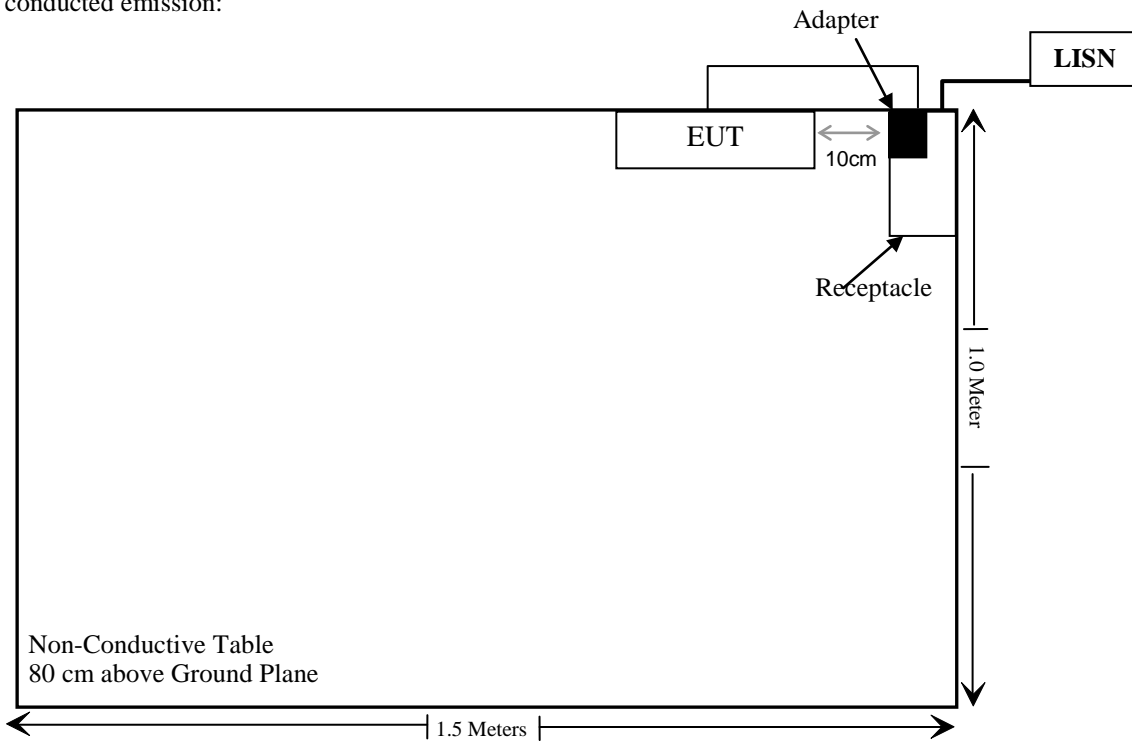 conducted emission:
Adapter
LISN
EUT
10cm
Receptacle
1.0 Meter
Non-Conductive Table
80 cm above Ground Plane
1.5 Meters